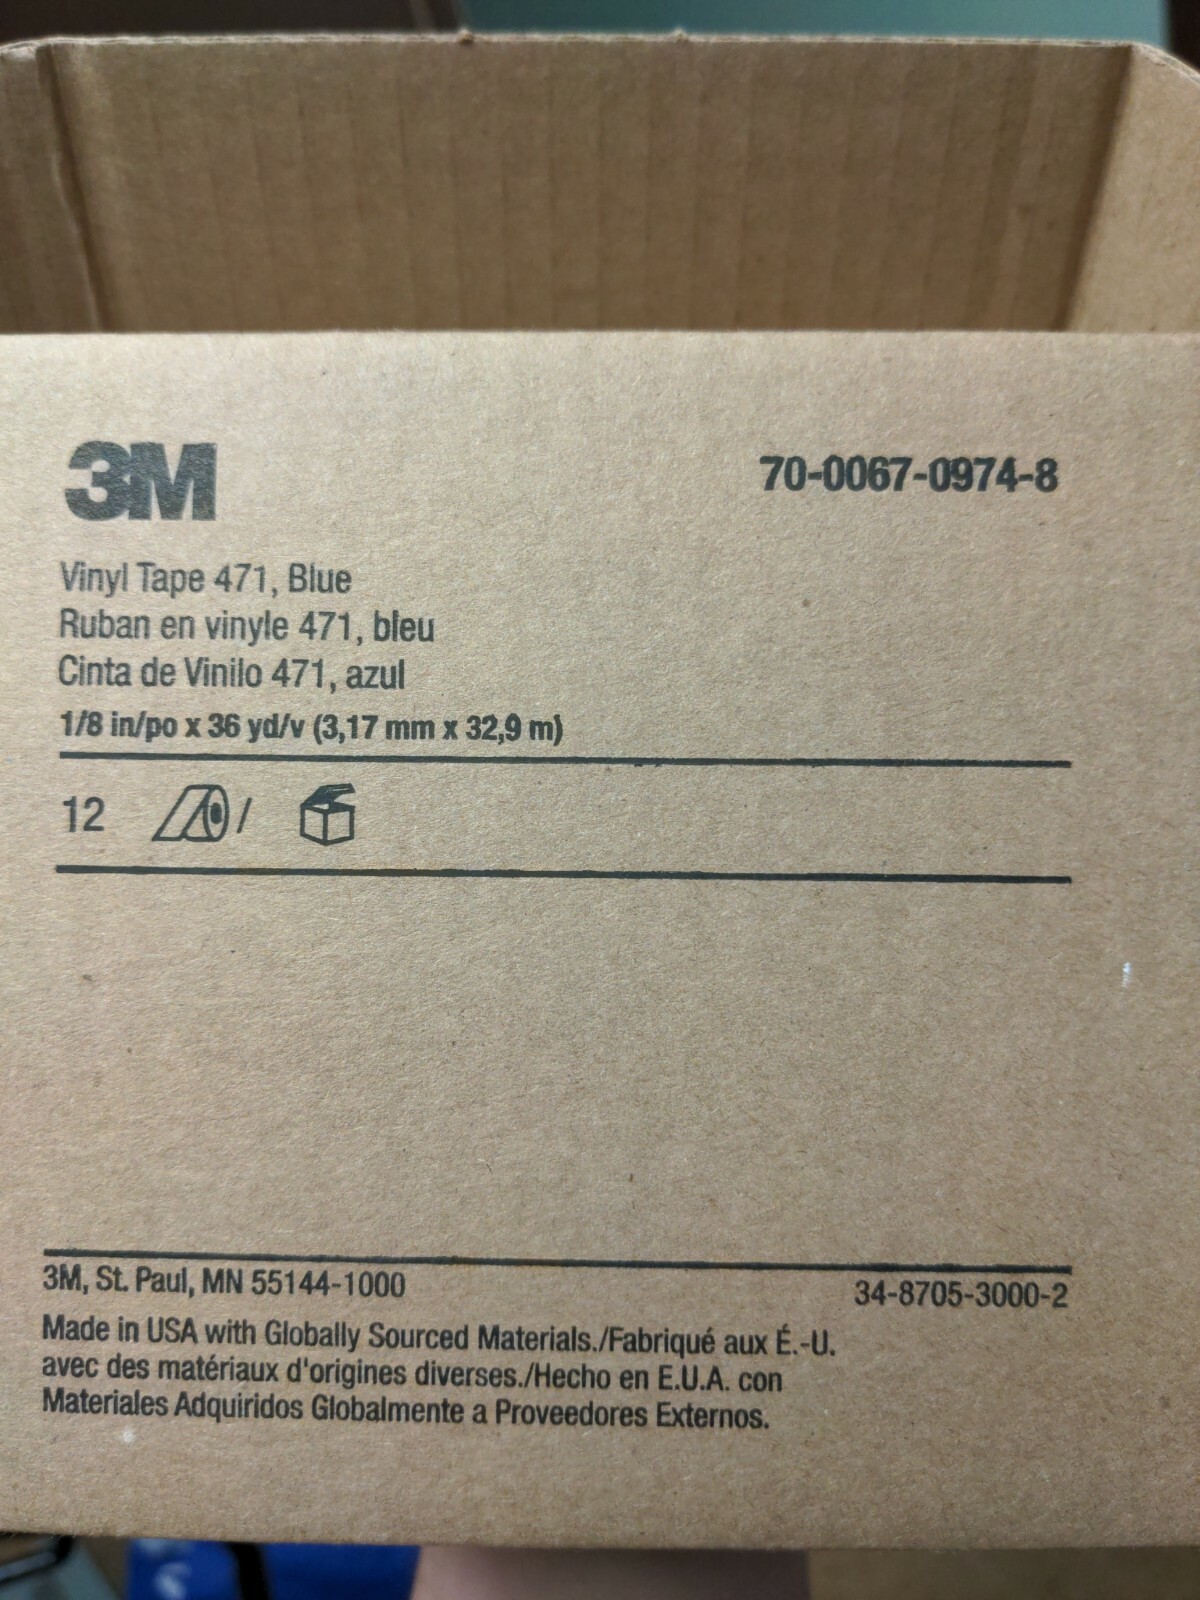 3M
70-0067-0974-8
Vinyl Tape 471, Blue
Ruban en vinyle 471, bleu
Cinta de Vinilo 471, azul
1/8 in/po x 36 yd/v (3,17 mm x 32,9 m)
12 /
3M, St. Paul, MN 55144-1000
34-8705-3000-2
Made in USA with Globally Sourced Materials./Fabriqué aux É.-U.
avec des matériaux d'origines diverses./Hecho en E.U.A. con
Materiales Adquiridos Globalmente a Proveedores Externos.